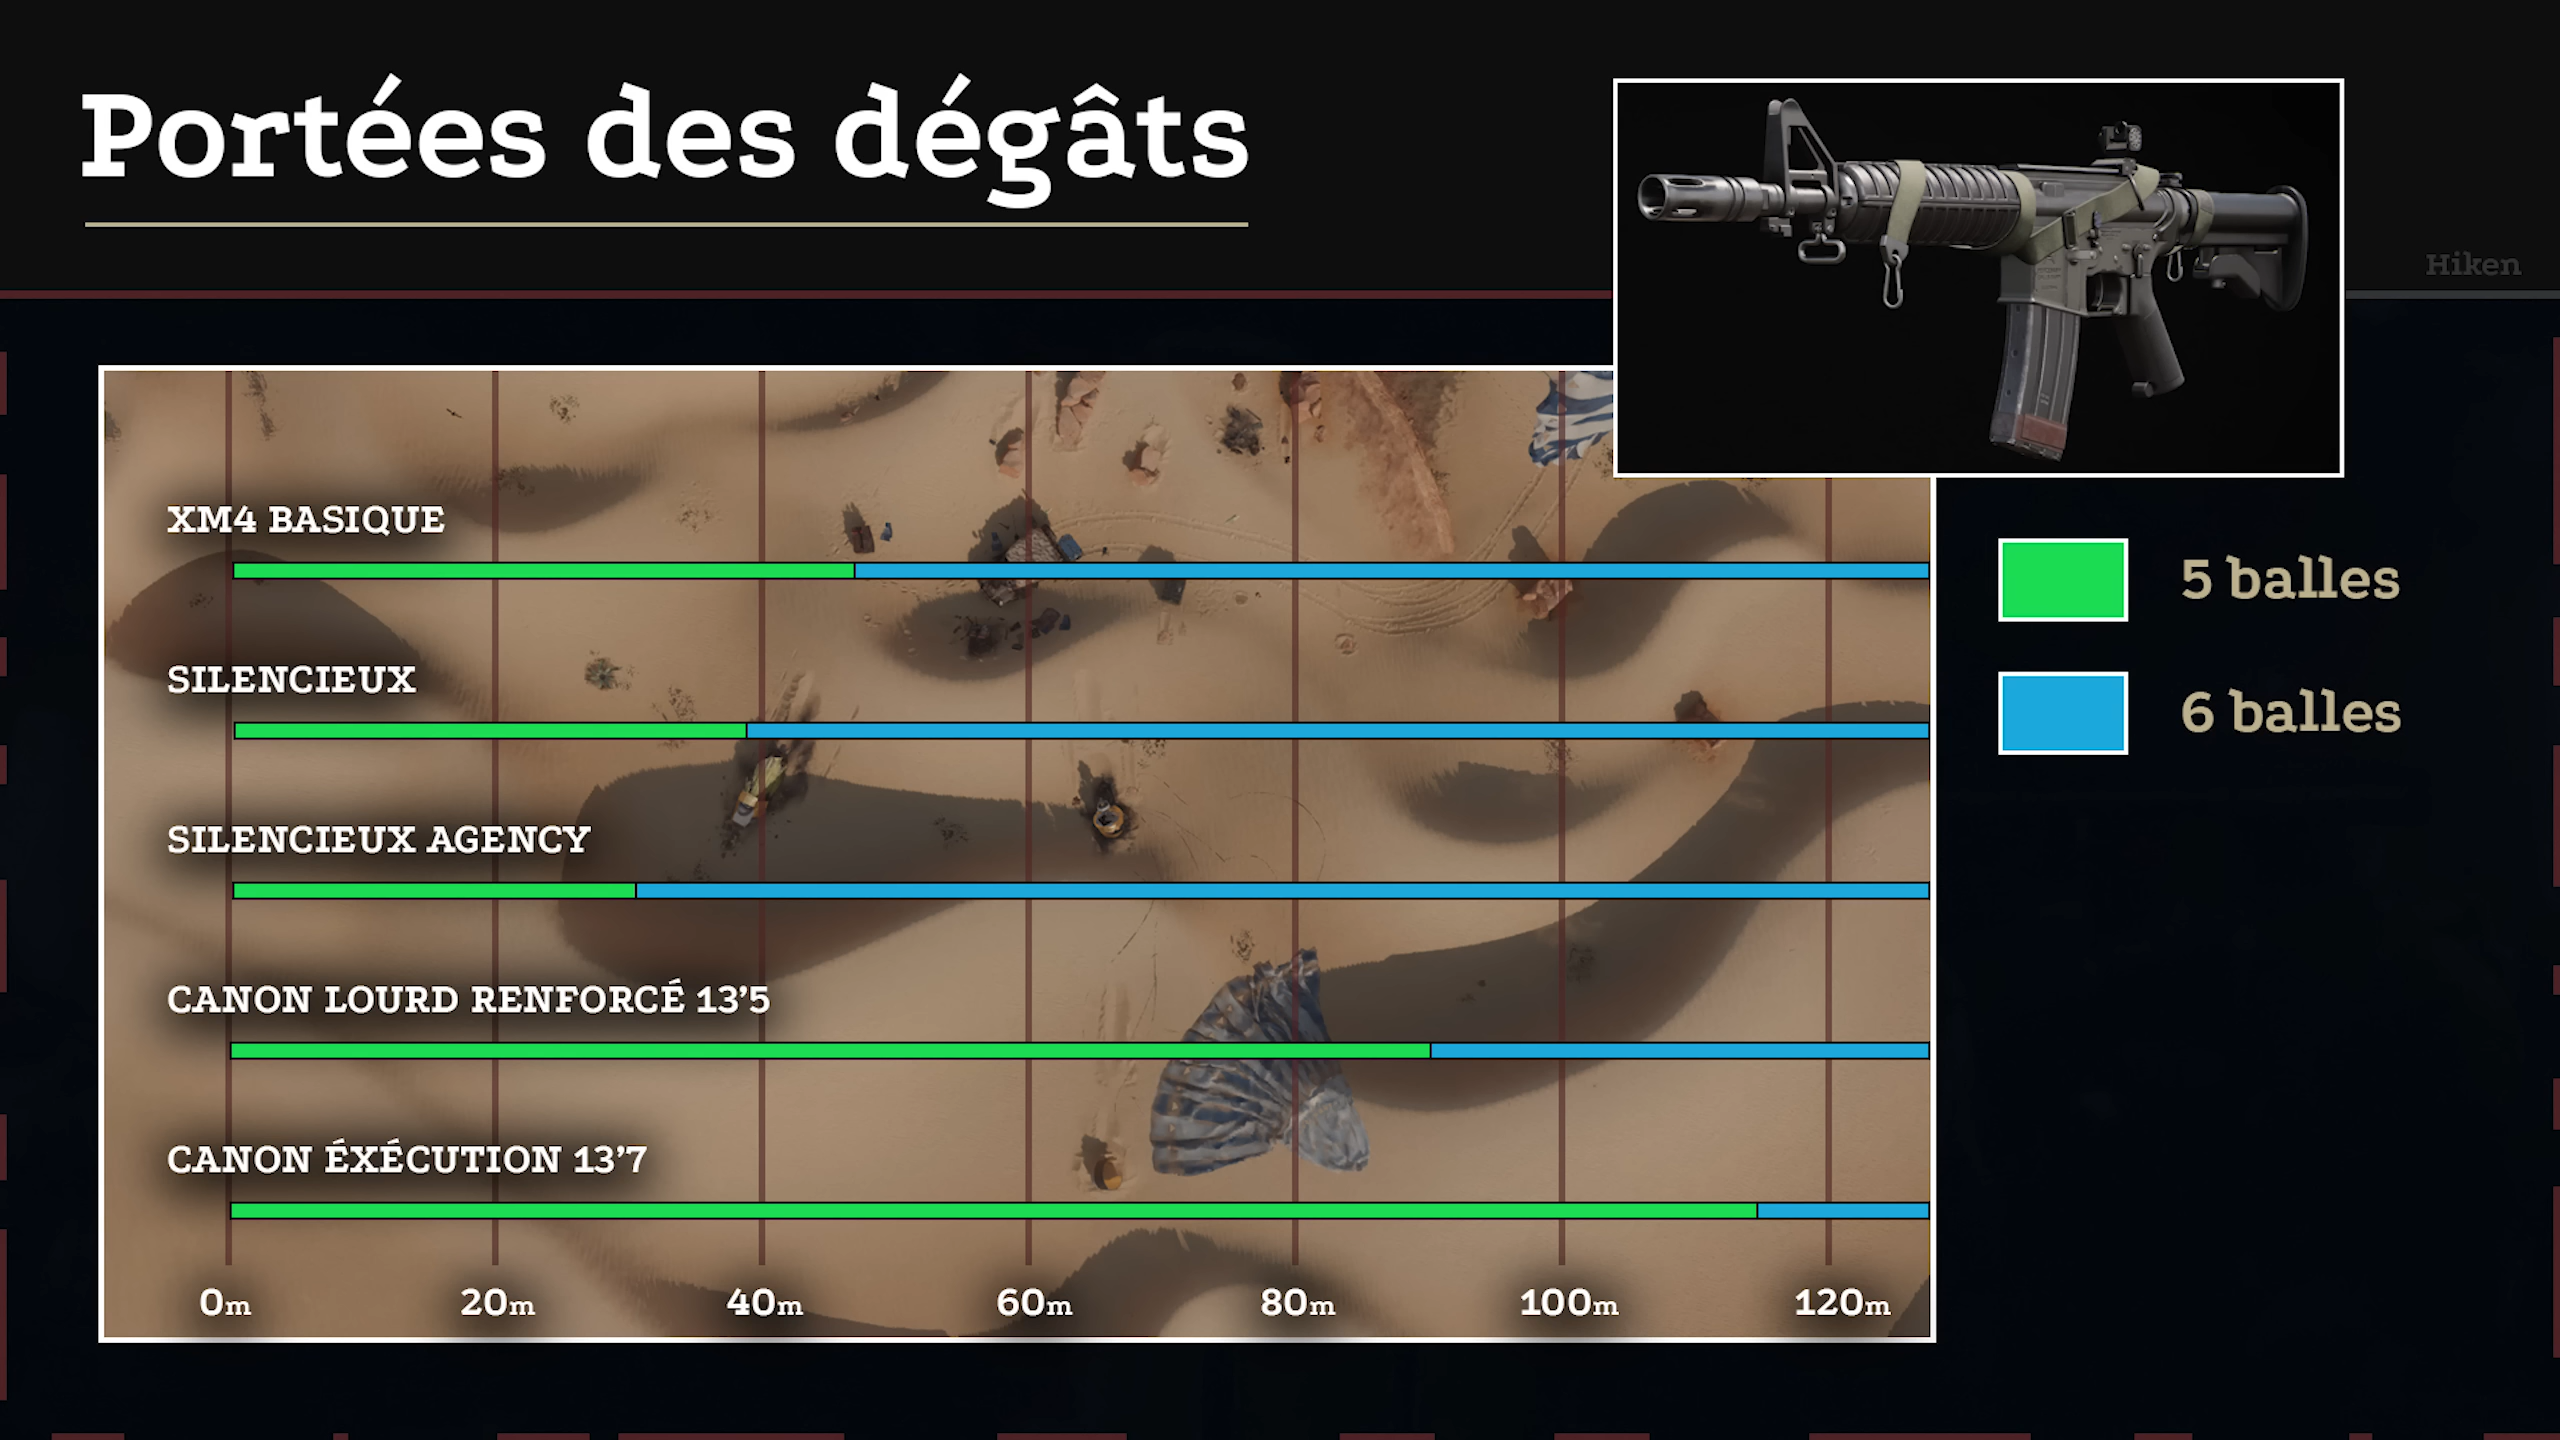 Portées des dégâts
Hiken
XM4 BASIQUE
5 balles
SILENCIEUX
6 balles
SILENCIEUX AGENCY
CANON LOURD RENFORCÉ 13’5
CANON ÉXÉCUTION 13’7
0m 20m 40m 60m 80m 100m 120m